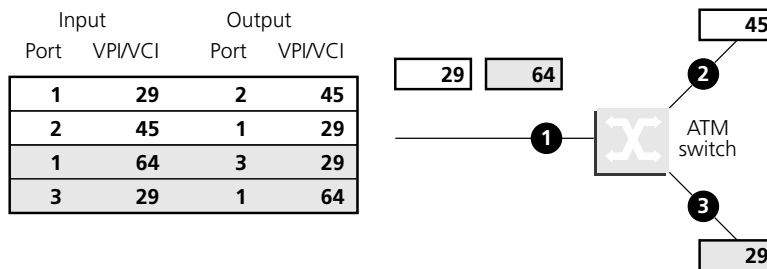 Input Output
Port VPI/VCI Port VPI/VCI
1 29 2 45
2 45 1 29
1 64 3 29
3 29 1 64
29 64
1
45
2
ATM
switch
3
29